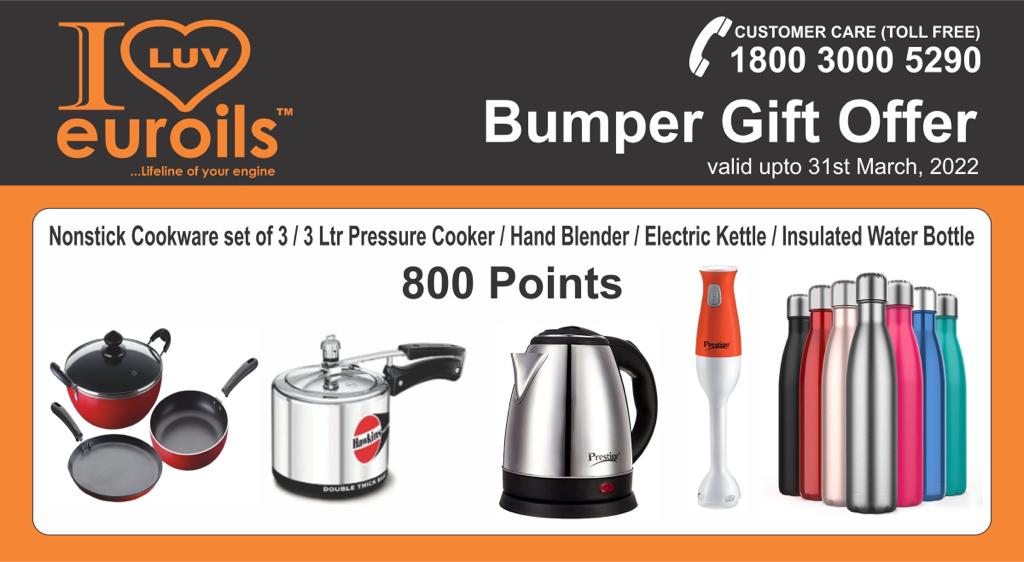 I LUV
euroils™
...Lifeline of your engine
CUSTOMER CARE (TOLL FREE)
1800 3000 5290
Bumper Gift Offer
valid upto 31st March, 2022
Nonstick Cookware set of 3 / 3 Ltr Pressure Cooker / Hand Blender / Electric Kettle / Insulated Water Bottle
800 Points
Hawkins
DOUBLE THICK
Prestige
Prestige